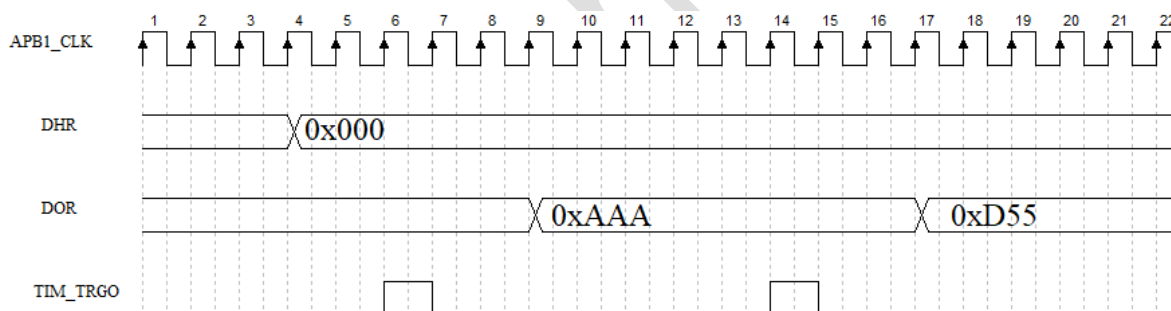 1 2 3 4 5 6 7 8 9 10 11 12 13 14 15 16 17 18 19 20 21 22
APB1_CLK
DHR 0x000
DOR 0xAAA 0xD55
TIM_TRGO